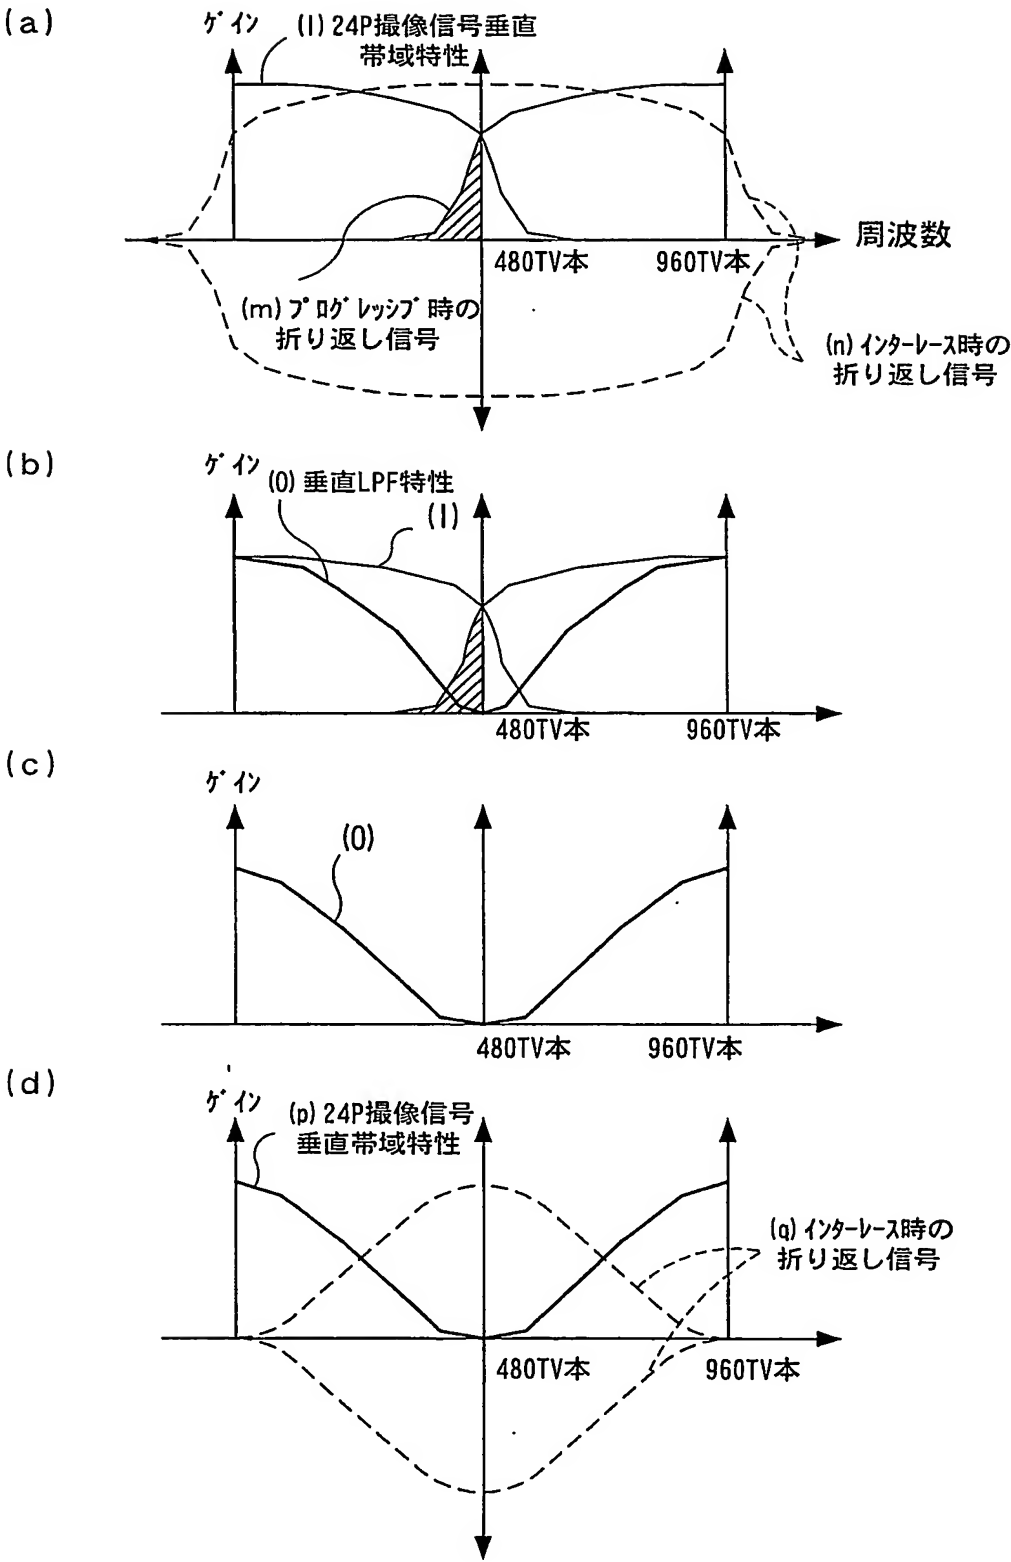 (a)
ｹﾞｲﾝ
(l) 24P撮像信号垂直
帯域特性
周波数
480TV本
960TV本
(m) ﾌﾟﾛｸﾞﾚｯｼﾌﾞ時の
折り返し信号
(n) ｲﾝﾀｰﾚｰｽ時の
折り返し信号
(b)
ｹﾞｲﾝ
(0) 垂直LPF特性
(l)
480TV本
960TV本
(c)
ｹﾞｲﾝ
(0)
480TV本
960TV本
(d)
ｹﾞｲﾝ
(p) 24P撮像信号
垂直帯域特性
(q) ｲﾝﾀｰﾚｰｽ時の
折り返し信号
480TV本
960TV本